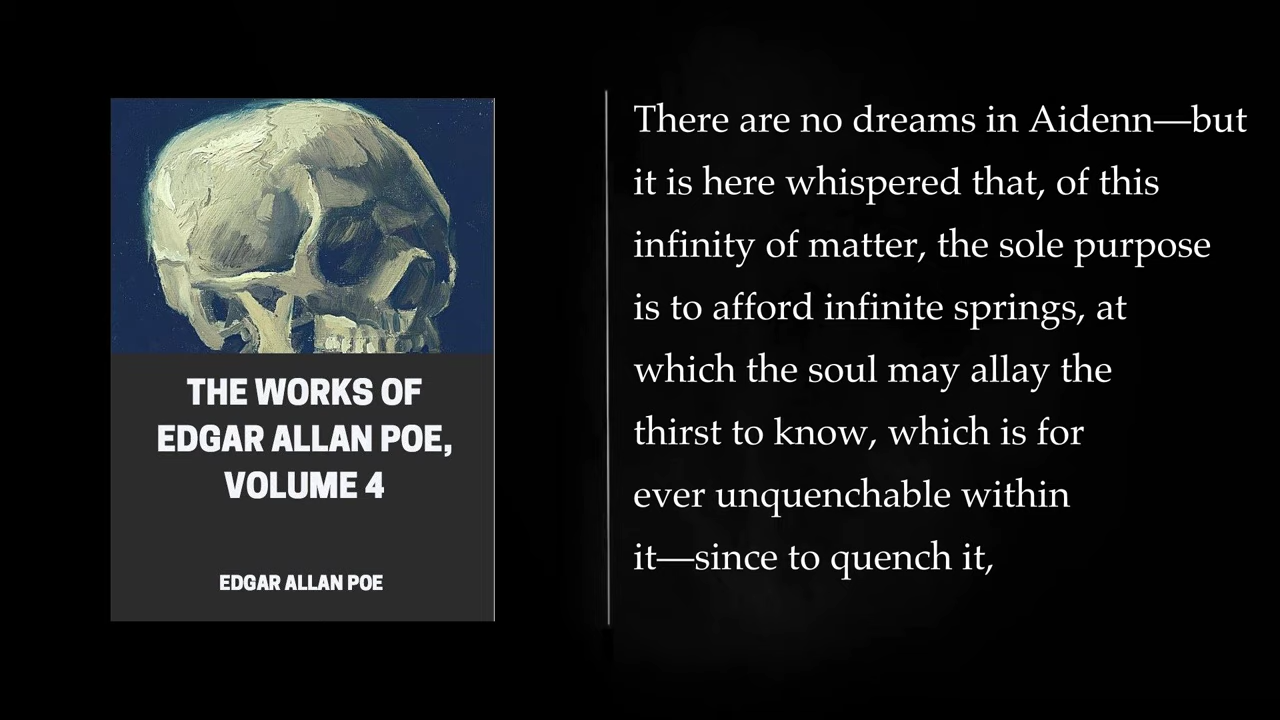 THE WORKS OF
EDGAR ALLAN POE,
VOLUME 4
EDGAR ALLAN POE
There are no dreams in Aidenn—but
it is here whispered that, of this
infinity of matter, the sole purpose
is to afford infinite springs, at
which the soul may allay the
thirst to know, which is for
ever unquenchable within
it—since to quench it,